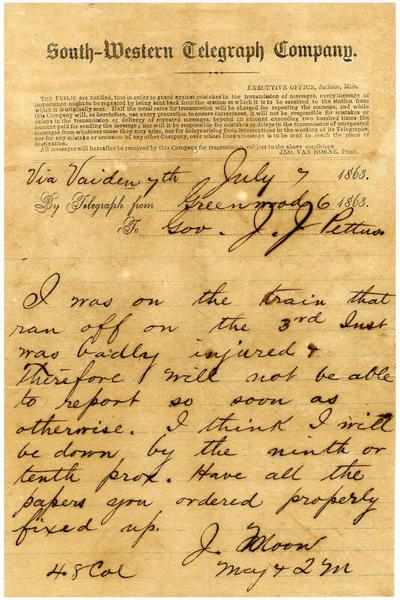 South-Western Telegraph Company.
EXECUTIVE OFFICE, Jackson, Miss.
THE PUBLIC are notified, that in order to guard against mistakes in the transmission of messages, every message of
importance ought to be repeated by being sent back from the station at which it is to be received to the station from
which it is originally sent. Half the usual rates for transmission will be charged for repeating the message, and while
this Company will, as heretofore, use every precaution to ensure correctness, it will not be responsible for mistakes or
delays in the transmission or delivery of repeated messages, beyond an amount exceeding two hundred times the
amount paid for sending the message; nor will it be responsible for mistakes or delays in the transmission of unrepeated
messages from whatever cause they may arise, nor for delays arising from interruptions in the working of its Telegraphs,
nor for any mistake or omission of any other Company, over whose lines a message is to be sent to reach the place of
destination.
All messages will hereafter be received by this Company for transmission, subject to the above conditions.
JNO. VAN HORNE, Pres't.
Via Vaiden 7th July 7 1863.
By Telegraph from Greenwood 6 1863.
To Gov. J. J Pettus.
I was on the train that
ran off on the 3rd Inst
was badly injured &
therefore will not be able
to report so soon as
otherwise. I think I will
be down by the ninth or
tenth prox. Have all the
papers you ordered properly
fixed up.
J. Moon
48 Col May & 2 M